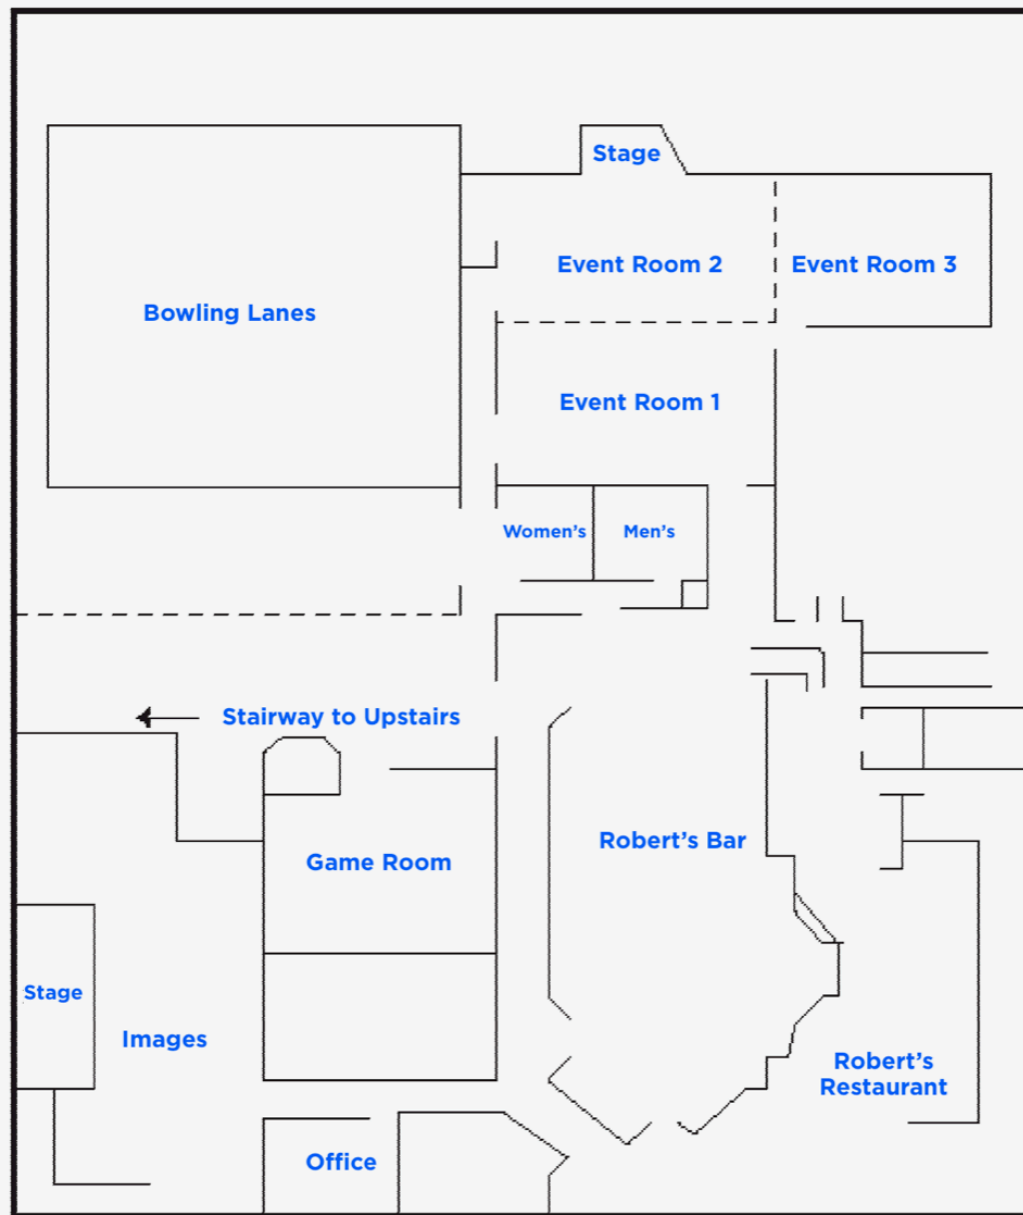 Stage
Event Room 2
Event Room 3
Bowling Lanes
Event Room 1
Women's
Men's
Stairway to Upstairs
Robert's Bar
Game Room
Stage
Images
Robert's
Restaurant
Office